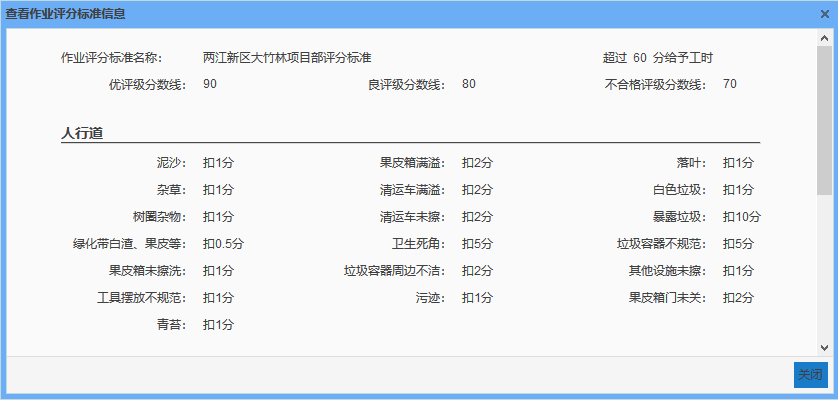 查看作业评分标准信息
作业评分标准名称： 两江新区大竹林项目部评分标准 超过 60 分给予工时
优评级分数线： 90 良评级分数线： 80 不合格评级分数线： 70
人行道
泥沙： 扣1分 果皮箱满溢： 扣2分 落叶： 扣1分
杂草： 扣1分 清运车满溢： 扣2分 白色垃圾： 扣1分
树圈杂物： 扣1分 清运车未擦： 扣2分 暴露垃圾： 扣10分
绿化带白渣、果皮等： 扣0.5分 卫生死角： 扣5分 垃圾容器不规范： 扣5分
果皮箱未擦洗： 扣1分 垃圾容器周边不洁： 扣2分 其他设施未擦： 扣1分
工具摆放不规范： 扣1分 污迹： 扣1分 果皮箱门未关： 扣2分
青苔： 扣1分
关闭